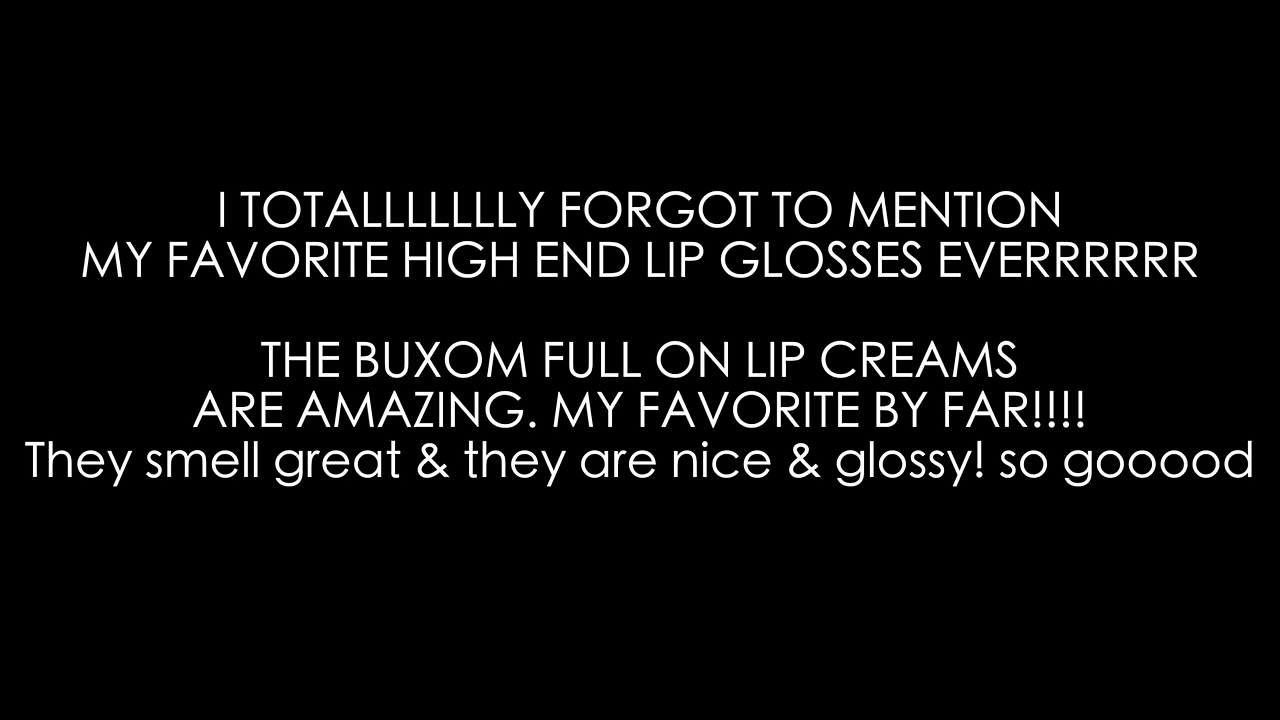 I TOTALLLLLLLY FORGOT TO MENTION
MY FAVORITE HIGH END LIP GLOSSES EVERRRRRR
THE BUXOM FULL ON LIP CREAMS
ARE AMAZING. MY FAVORITE BY FAR!!!!
They smell great & they are nice & glossy! so gooood